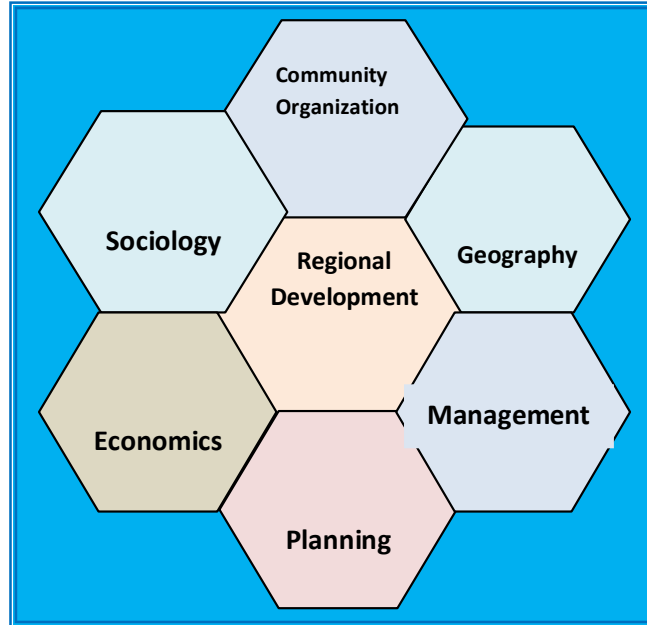 Community
Organization
Sociology
Geography
Regional
Development
Management
Economics
Planning